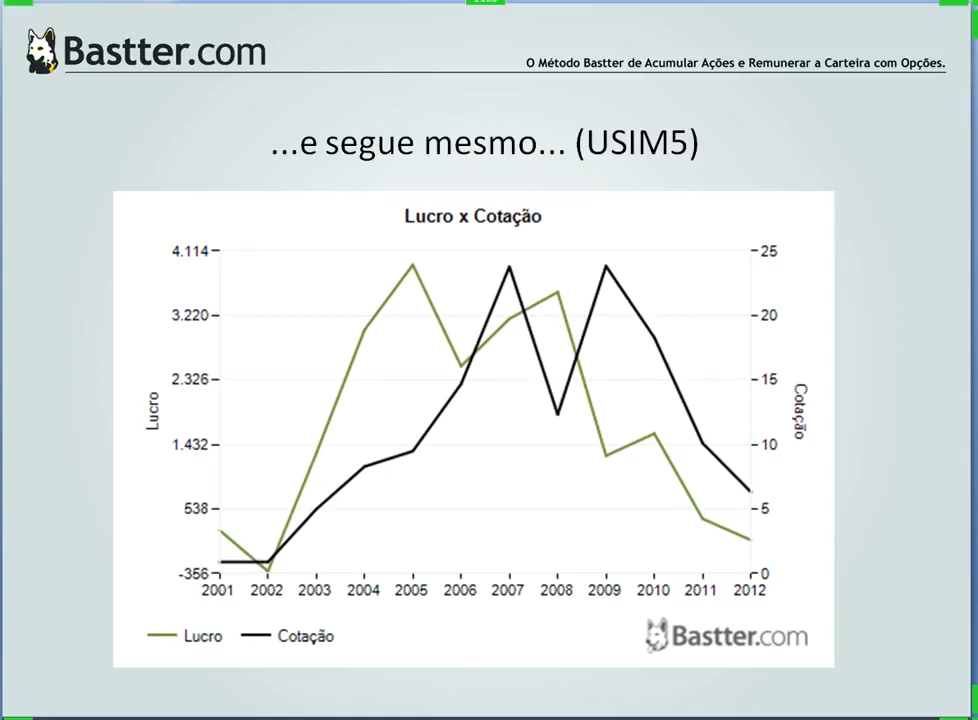 Bastter.com
O Método Bastter de Acumular Ações e Remunerar a Carteira com Opções.
...e segue mesmo... (USIM5)
Lucro x Cotação
4.114
3.220
2.326
1.432
538
-356
Lucro
25
20
15
10
5
0
Cotação
2001 2002 2003 2004 2005 2006 2007 2008 2009 2010 2011 2012
Lucro Cotação
Bastter.com